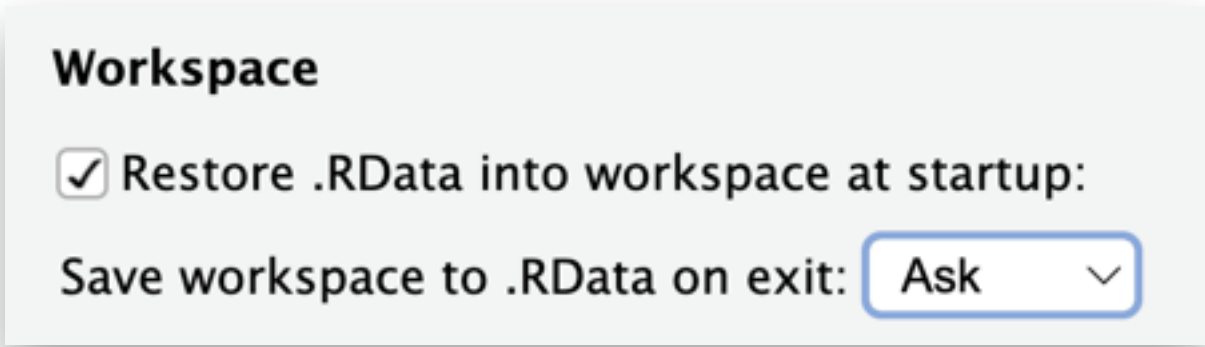 Workspace
Restore .RData into workspace at startup:
Save workspace to .RData on exit: Ask